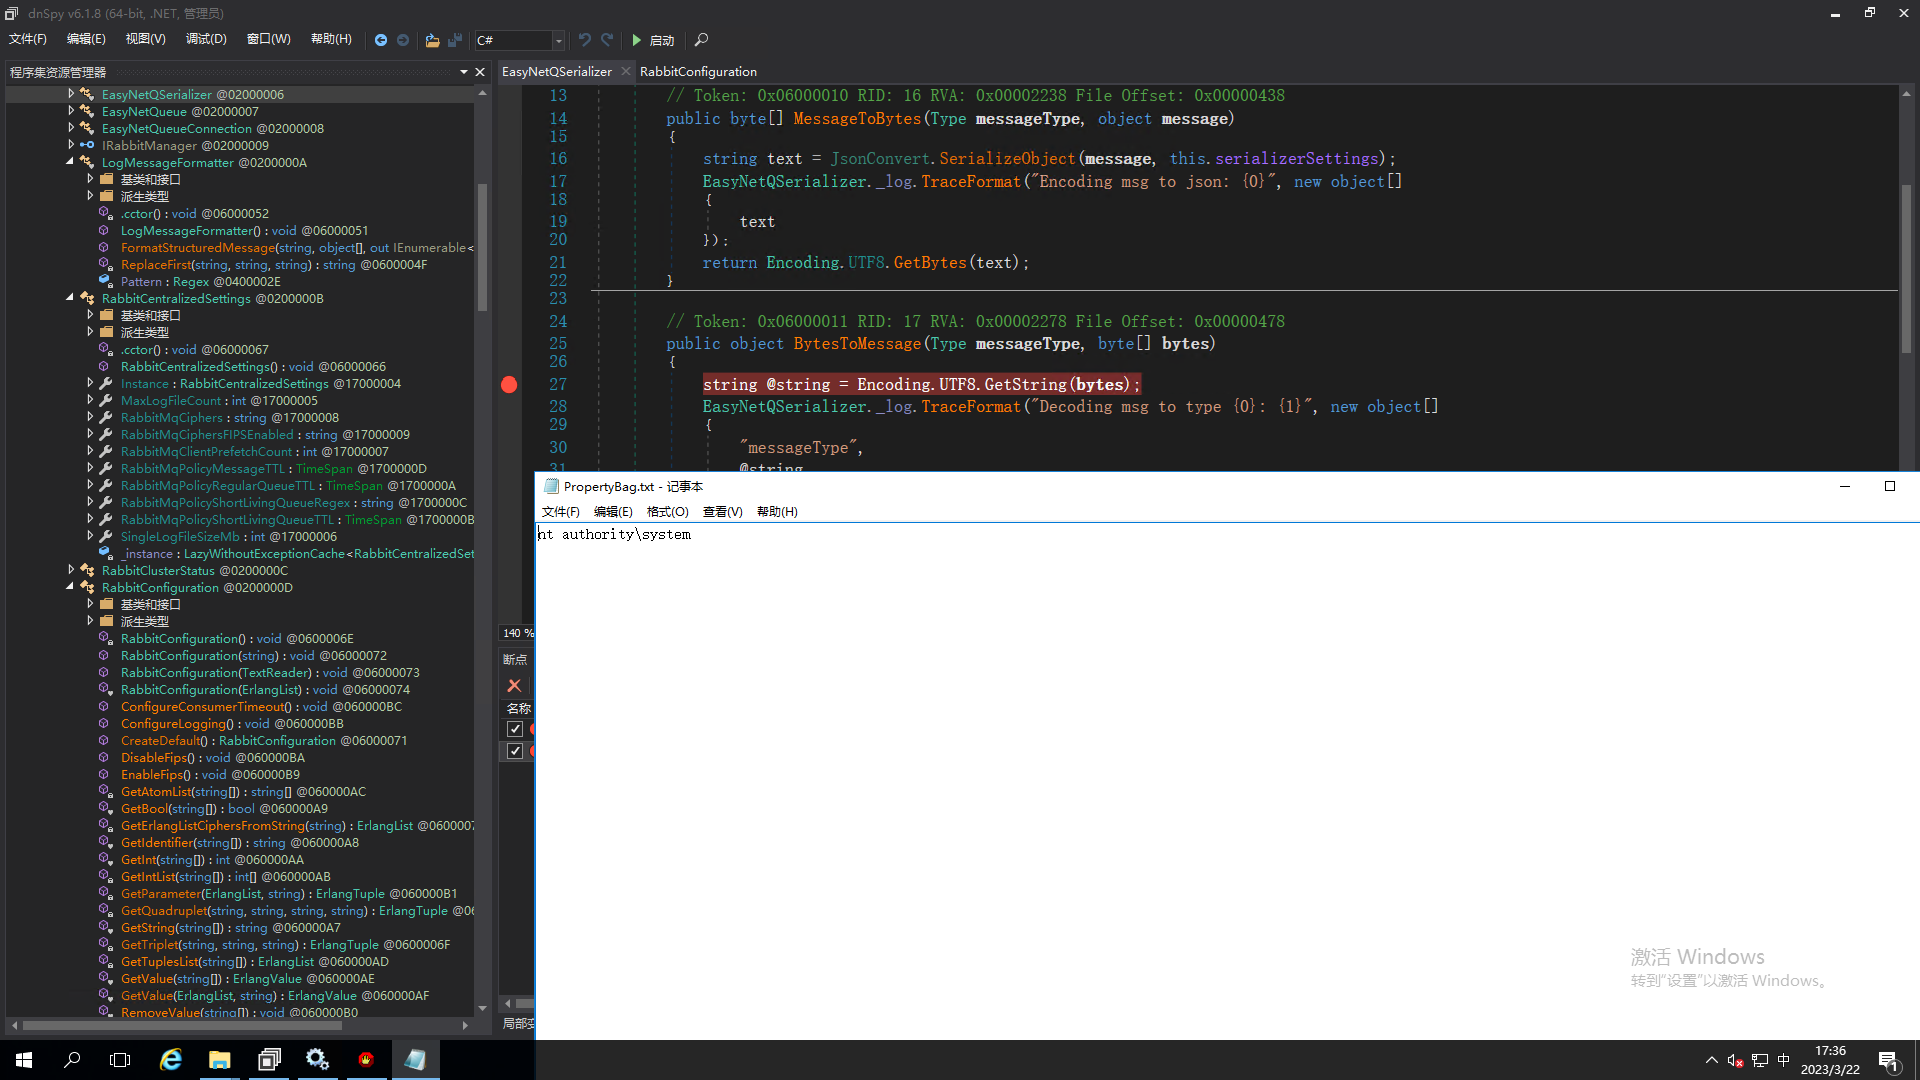 dnSpy v6.1.8 (64-bit, .NET, 管理员)
文件(F) 编辑(E) 视图(V) 调试(D) 窗口(W) 帮助(H) C# 启动
程序集资源管理器
EasyNetQSerializer @02000006
EasyNetQueue @02000007
EasyNetQueueConnection @02000008
IRabbitManager @02000009
LogMessageFormatter @0200000A
基类和接口
派生类型
.cctor() : void @06000052
LogMessageFormatter() : void @06000051
FormatStructuredMessage(string, object[], out IEnumerable<
ReplaceFirst(string, string, string) : string @0600004F
Pattern : Regex @0400002E
RabbitCentralizedSettings @0200000B
基类和接口
派生类型
.cctor() : void @06000067
RabbitCentralizedSettings() : void @06000066
Instance : RabbitCentralizedSettings @17000004
MaxLogFileCount : int @17000005
RabbitMqCiphers : string @17000008
RabbitMqCiphersFIPSEnabled : string @17000009
RabbitMqClientPrefetchCount : int @17000007
RabbitMqPolicyMessageTTL : TimeSpan @1700000D
RabbitMqPolicyRegularQueueTTL : TimeSpan @1700000A
RabbitMqPolicyShortLivingQueueRegex : string @1700000C
RabbitMqPolicyShortLivingQueueTTL : TimeSpan @1700000B
SingleLogFileSizeMb : int @17000006
_instance : LazyWithoutExceptionCache<RabbitCentralizedSet
RabbitClusterStatus @0200000C
RabbitConfiguration @0200000D
基类和接口
派生类型
RabbitConfiguration() : void @0600006E
RabbitConfiguration(string) : void @06000072
RabbitConfiguration(TextReader) : void @06000073
RabbitConfiguration(ErlangList) : void @06000074
ConfigureConsumerTimeout() : void @060000BC
ConfigureLogging() : void @060000BB
CreateDefault() : RabbitConfiguration @06000071
DisableFips() : void @060000BA
EnableFips() : void @060000B9
GetAtomList(string[]) : string[] @060000AC
GetBool(string[]) : bool @060000A9
GetErlangListCiphersFromString(string) : ErlangList @0600007
GetIdentifier(string[]) : string @060000A8
GetInt(string[]) : int @060000AA
GetIntList(string[]) : int[] @060000AB
GetParameter(ErlangList, string) : ErlangTuple @060000B1
GetQuadruplet(string, string, string, string) : ErlangTuple @06
GetString(string[]) : string @060000A7
GetTriplet(string, string, string) : ErlangTuple @0600006F
GetTuplesList(string[]) : ErlangList @060000AD
GetValue(string[]) : ErlangValue @060000AE
GetValue(ErlangList, string) : ErlangValue @060000AF
RemoveValue(string[]) : void @060000B0
EasyNetQSerializer RabbitConfiguration
13 // Token: 0x06000010 RID: 16 RVA: 0x00002238 File Offset: 0x00000438
14 public byte[] MessageToBytes(Type messageType, object message)
15 {
16 string text = JsonConvert.SerializeObject(message, this.serializerSettings);
17 EasyNetQSerializer._log.TraceFormat("Encoding msg to json: {0}", new object[]
18 {
19 text
20 });
21 return Encoding.UTF8.GetBytes(text);
22 }
23
24 // Token: 0x06000011 RID: 17 RVA: 0x00002278 File Offset: 0x00000478
25 public object BytesToMessage(Type messageType, byte[] bytes)
26 {
27 string @string = Encoding.UTF8.GetString(bytes);
28 EasyNetQSerializer._log.TraceFormat("Decoding msg to type {0}: {1}", new object[]
29 {
30 "messageType",
31 @string
140 %
断点
名称
局部变
PropertyBag.txt - 记事本
文件(F) 编辑(E) 格式(O) 查看(V) 帮助(H)
nt authority\system
激活 Windows
转到“设置”以激活 Windows。
中
17:36
2023/3/22
1